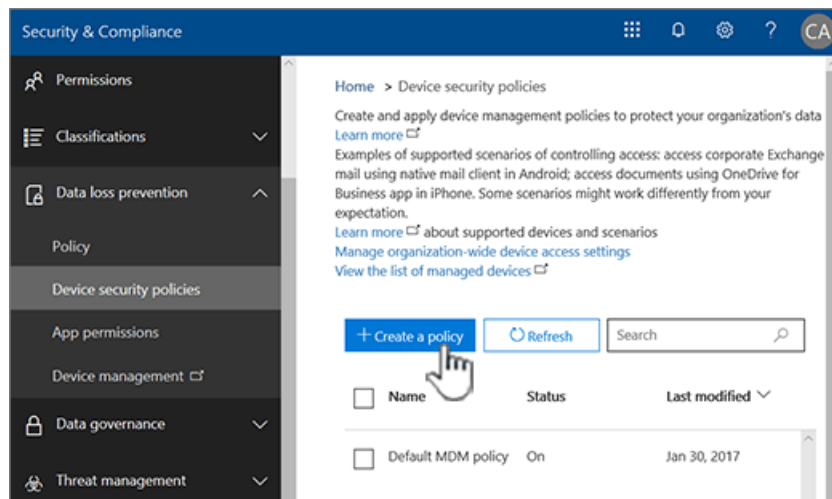 Security & Compliance
?
CA
Permissions
Classifications
Data loss prevention
Policy
Device security policies
App permissions
Device management
Data governance
Threat management
Home > Device security policies
Create and apply device management policies to protect your organization's data
Learn more
Examples of supported scenarios of controlling access: access corporate Exchange
mail using native mail client in Android; access documents using OneDrive for
Business app in iPhone. Some scenarios might work differently from your
expectation.
Learn more about supported devices and scenarios
Manage organization-wide device access settings
View the list of managed devices
+ Create a policy
Refresh
Search
Name Status Last modified
Default MDM policy On Jan 30, 2017